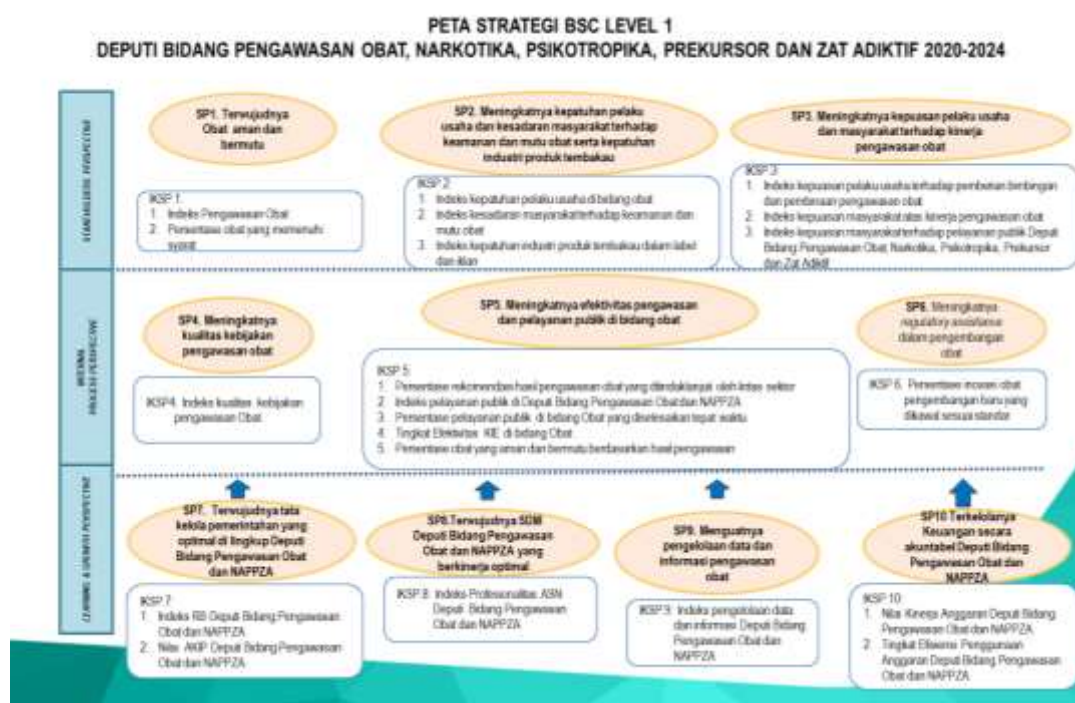 PETA STRATEGI BSC LEVEL 1
DEPUTI BIDANG PENGAWASAN OBAT, NARKOTIKA, PSIKOTROPIKA, PREKURSOR DAN ZAT ADIKTIF 2020-2024
STAKEHOLDERS PERSPECTIVE
SP1. Terwujudnya
Obat aman dan
bermutu
IKSP 1.
1. Indeks Pengawasan Obat
2. Persentase obat yang memenuhi
syarat
SP2. Meningkatnya kepatuhan pelaku
usaha dan kesadaran masyarakat terhadap
keamanan dan mutu obat serta kepatuhan
industri produk tembakau
IKSP 2
1. Indeks kepatuhan pelaku usaha di bidang obat
2. Indeks kesadaran masyarakat terhadap keamanan dan
mutu obat
3. Indeks kepatuhan industri produk tembakau dalam label
dan iklan
SP3. Meningkatnya kepuasan pelaku usaha
dan masyarakat terhadap kinerja
pengawasan obat
IKSP 3
1. Indeks kepuasan pelaku usaha terhadap pemberian bimbingan
dan pembinaan pengawasan obat
2. Indeks kepuasan masyarakat atas kinerja pengawasan obat
3. Indeks kepuasan masyarakat terhadap pelayanan publik Deputi
Bidang Pengawasan Obat, Narkotika, Psikotropika, Prekursor
dan Zat Adiktif
INTERNAL
PROCESS PERSPECTIVE
SP4. Meningkatnya
kualitas kebijakan
pengawasan obat
IKSP4. Indeks kualitas kebijakan
pengawasan Obat
SP5. Meningkatnya efektivitas pengawasan
dan pelayanan publik di bidang obat
IKSP 5
1. Persentase rekomendasi hasil pengawasan obat yang ditindaklanjuti oleh lintas sektor
2. Indeks pelayanan publik di Deputi Bidang Pengawasan Obat dan NAPPZA
3. Persentase pelayanan publik di bidang Obat yang diselesaikan tepat waktu
4. Tingkat Efektivitas KIE di bidang Obat
5. Persentase obat yang aman dan bermutu berdasarkan hasil pengawasan
SP6. Meningkatnya
regulatory assistance
dalam pengembangan
obat
IKSP 6. Persentase inovasi obat
pengembangan baru yang
dikawal sesuai standar
LEARNING & GROWTH PERSPECTIVE
SP7. Terwujudnya tata
kelola pemerintahan yang
optimal di lingkup Deputi
Bidang Pengawasan Obat
dan NAPPZA
IKSP 7
1. Indeks RB Deputi Bidang Pengawasan
Obat dan NAPPZA
2. Nilai AKIP Deputi Bidang Pengawasan
Obat dan NAPPZA
SP8.Terwujudnya SDM
Deputi Bidang Pengawasan
Obat dan NAPPZA yang
berkinerja optimal
IKSP 8. Indeks Profesionalitas ASN
Deputi Bidang Pengawasan
Obat dan NAPPZA
SP9. Menguatnya
pengelolaan data dan
informasi pengawasan
obat
IKSP 9. Indeks pengelolaan data
dan informasi Deputi Bidang
Pengawasan Obat dan
NAPPZA
SP10 Terkelolanya
Keuangan secara
akuntabel Deputi Bidang
Pengawasan Obat dan
NAPPZA
IKSP 10
1. Nilai Kinerja Anggaran Deputi Bidang
Pengawasan Obat dan NAPPZA
2. Tingkat Efisiensi Penggunaan
Anggaran Deputi Bidang Pengawasan
Obat dan NAPPZA